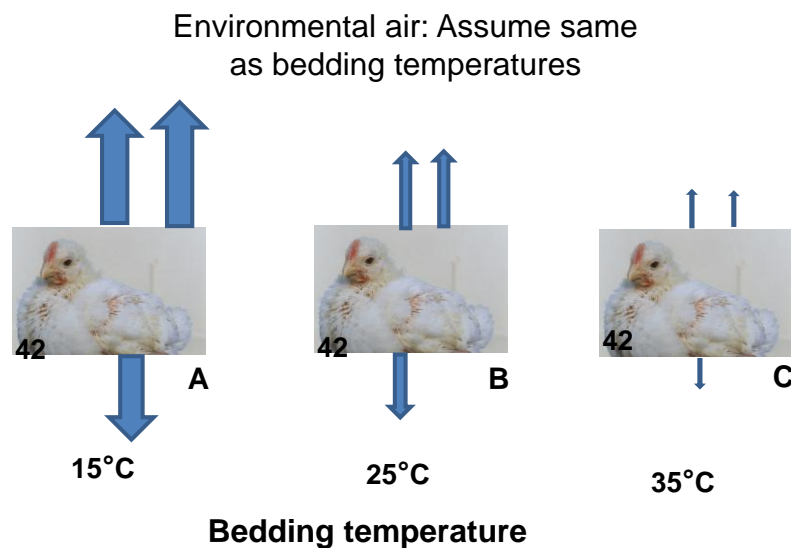 Environmental air: Assume same
as bedding temperatures
42
A
42
B
42
C
15°C
25°C
35°C
Bedding temperature